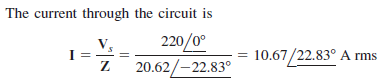 The current through the circuit is
I = V_s / Z = 220/0° / 20.62/−22.83° = 10.67/22.83° A rms